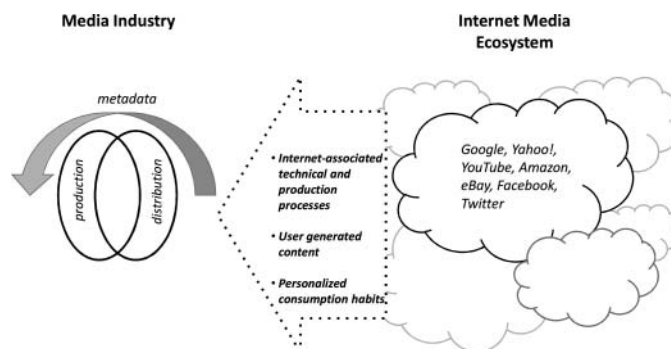 Media Industry
Internet Media
Ecosystem
metadata
production
distribution
• Internet-associated
technical and
production
processes
• User generated
content
• Personalized
consumption habits
Google, Yahoo!,
YouTube, Amazon,
eBay, Facebook,
Twitter